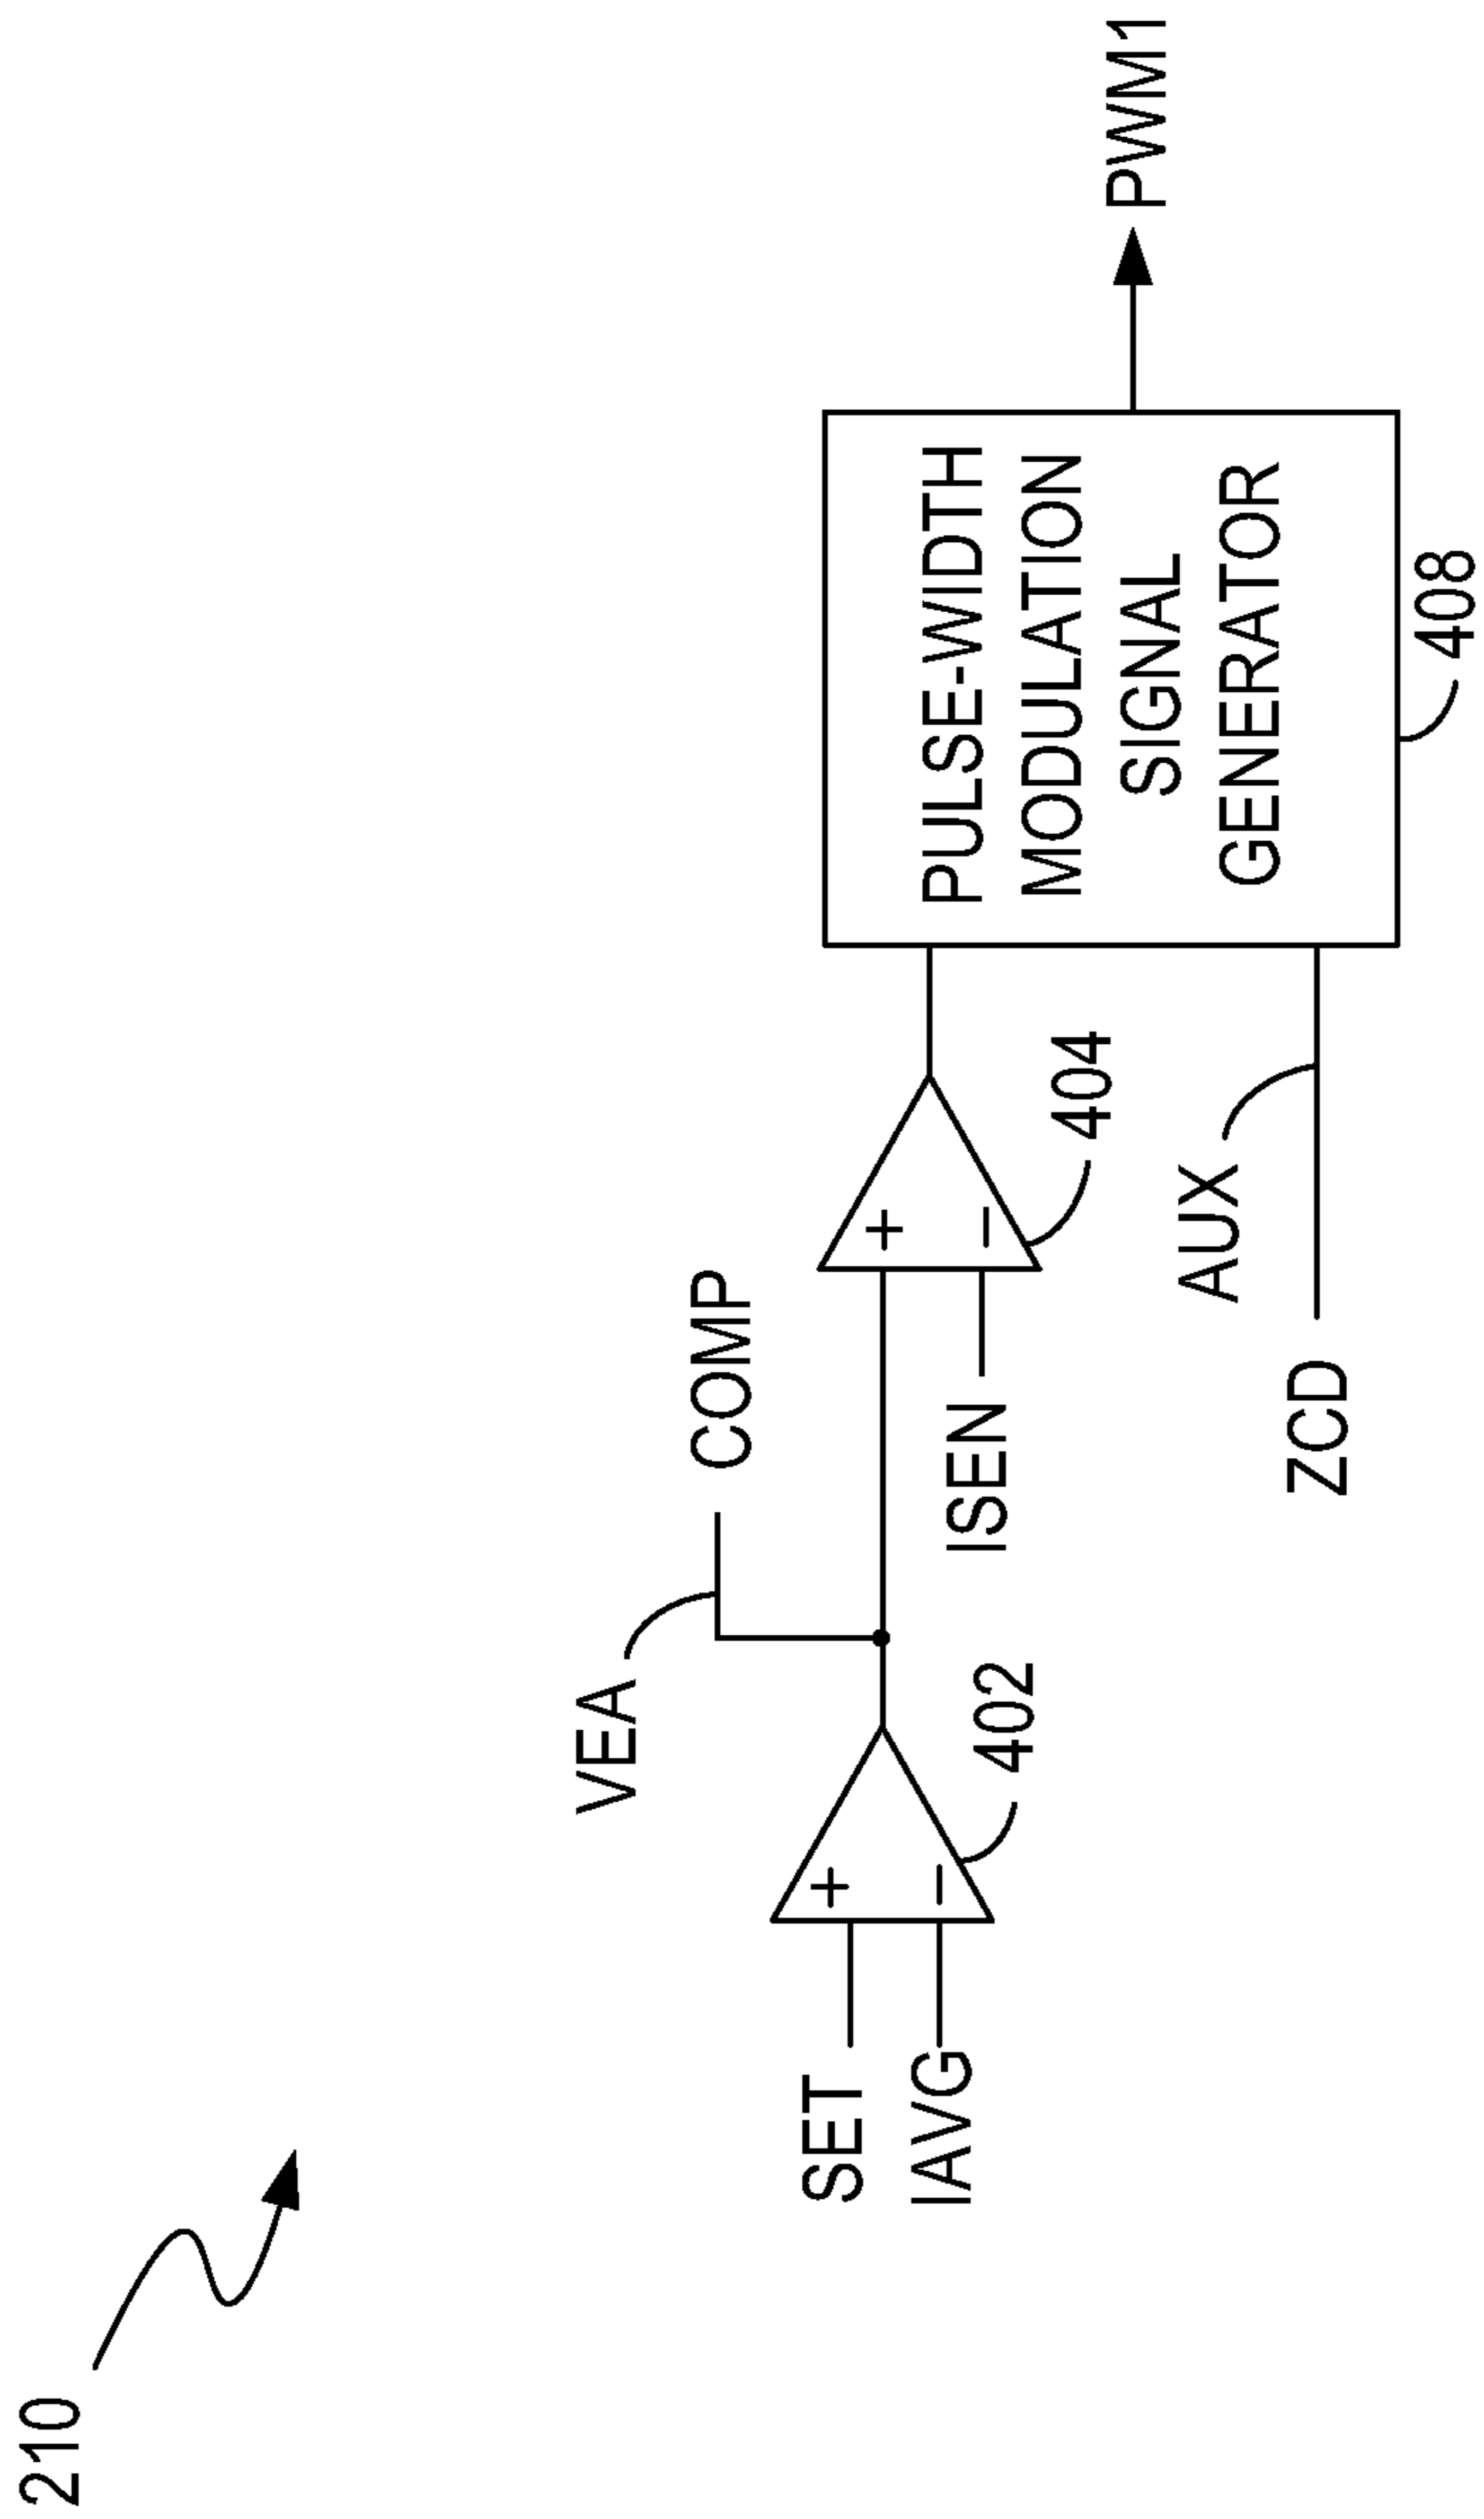 210
VEA
COMP
SET
IAVG
402
+
−
ISEN
404
+
−
AUX
ZCD
PULSE-WIDTH
MODULATION
SIGNAL
GENERATOR
408
PWM1